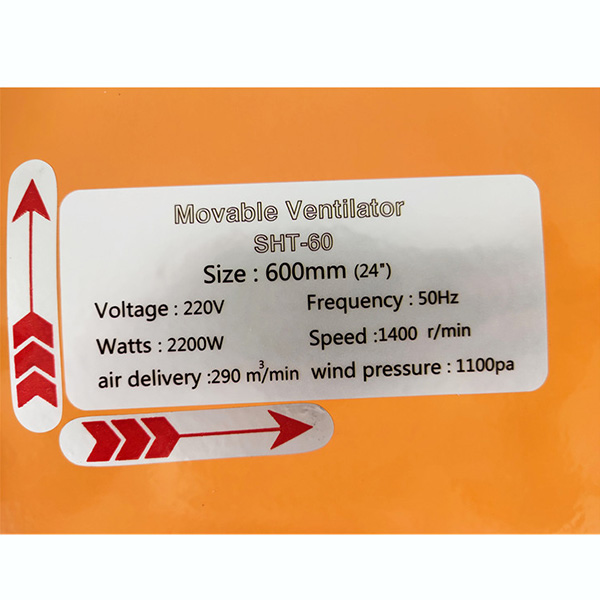 Movable Ventilator
SHT-60
Size : 600mm (24")
Voltage : 220V Frequency : 50Hz
Watts : 2200W Speed :1400 r/min
air delivery :290 m³/min wind pressure : 1100pa